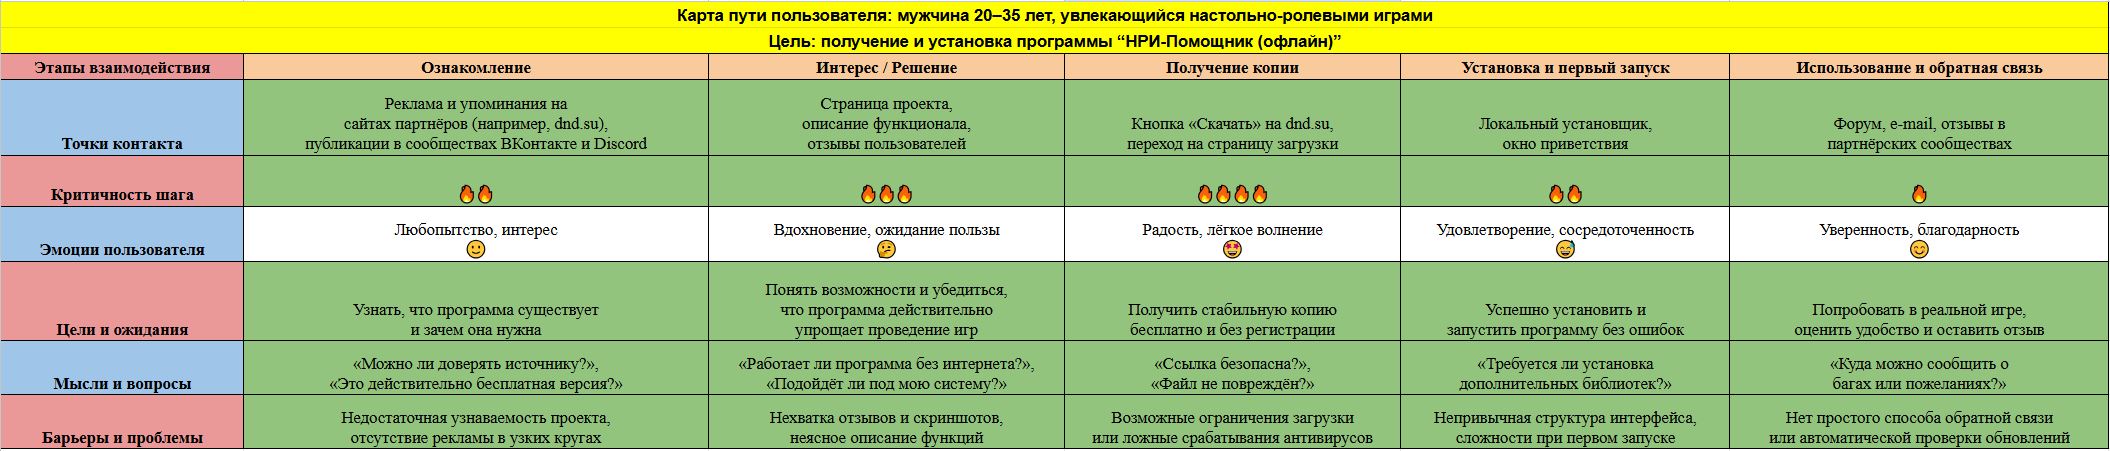 Карта пути пользователя: мужчина 20–35 лет, увлекающийся настольно-ролевыми играми
Цель: получение и установка программы “НРИ-Помощник (офлайн)”
Этапы взаимодействия
Ознакомление
Интерес / Решение
Получение копии
Установка и первый запуск
Использование и обратная связь
Точки контакта
Реклама и упоминания на
сайтах партнёров (например, dnd.su),
публикации в сообществах ВКонтакте и Discord
Страница проекта,
описание функционала,
отзывы пользователей
Кнопка «Скачать» на dnd.su,
переход на страницу загрузки
Локальный установщик,
окно приветствия
Форум, e-mail, отзывы в
партнёрских сообществах
Критичность шага
🔥🔥
🔥🔥🔥
🔥🔥🔥🔥
🔥🔥
🔥
Эмоции пользователя
Любопытство, интерес
🙂
Вдохновение, ожидание пользы
🤔
Радость, лёгкое волнение
🤩
Удовлетворение, сосредоточенность
😅
Уверенность, благодарность
😊
Цели и ожидания
Узнать, что программа существует
и зачем она нужна
Понять возможности и убедиться,
что программа действительно
упрощает проведение игр
Получить стабильную копию
бесплатно и без регистрации
Успешно установить и
запустить программу без ошибок
Попробовать в реальной игре,
оценить удобство и оставить отзыв
Мысли и вопросы
«Можно ли доверять источнику?»,
«Это действительно бесплатная версия?»
«Работает ли программа без интернета?»,
«Подойдёт ли под мою систему?»
«Ссылка безопасна?»,
«Файл не повреждён?»
«Требуется ли установка
дополнительных библиотек?»
«Куда можно сообщить о
багах или пожеланиях?»
Барьеры и проблемы
Недостаточная узнаваемость проекта,
отсутствие рекламы в узких кругах
Нехватка отзывов и скриншотов,
неясное описание функций
Возможные ограничения загрузки
или ложные срабатывания антивирусов
Непривычная структура интерфейса,
сложности при первом запуске
Нет простого способа обратной связи
или автоматической проверки обновлений